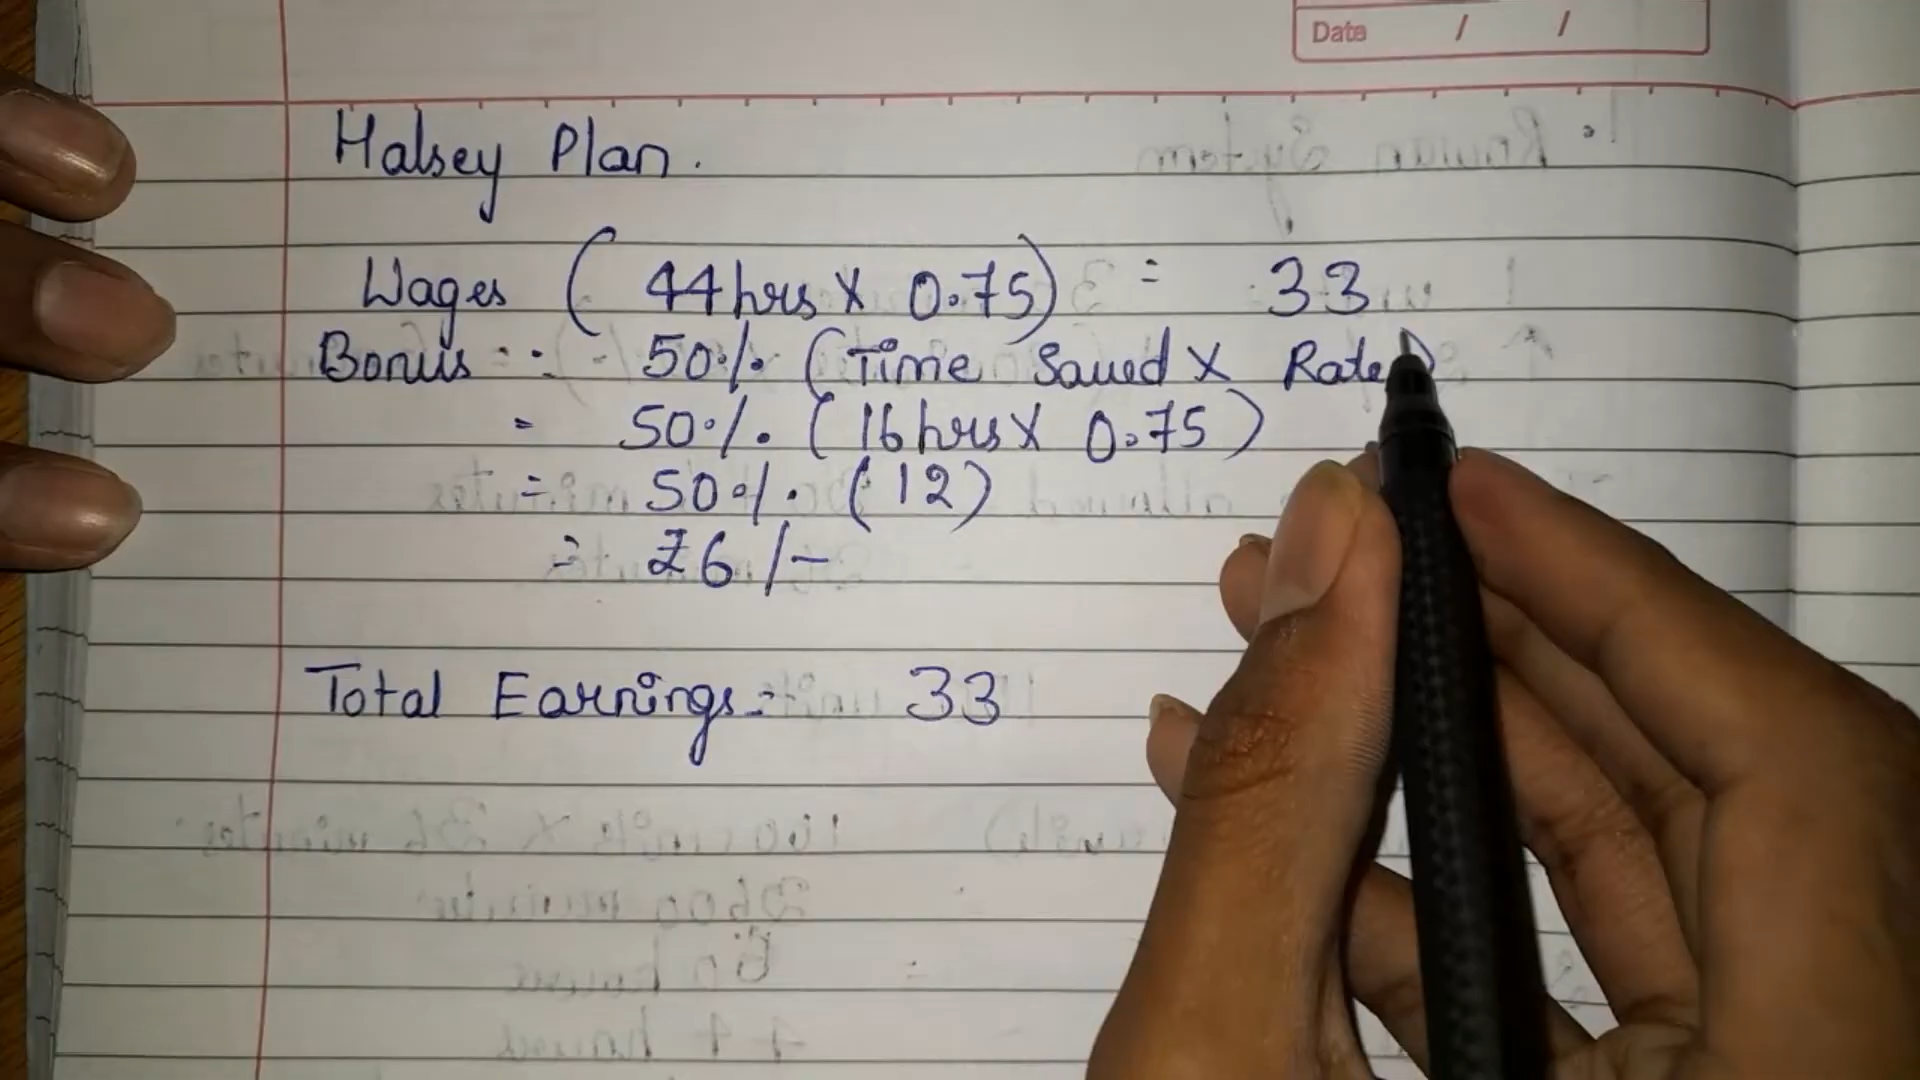 Date / /
Halsey Plan.
Wages (44hrs X 0.75) = 33
Bonus :- 50% (Time Saved X Rate)
= 50% (16hrs X 0.75)
= 50% (12)
= ₹6/-
Total Earnings = 33